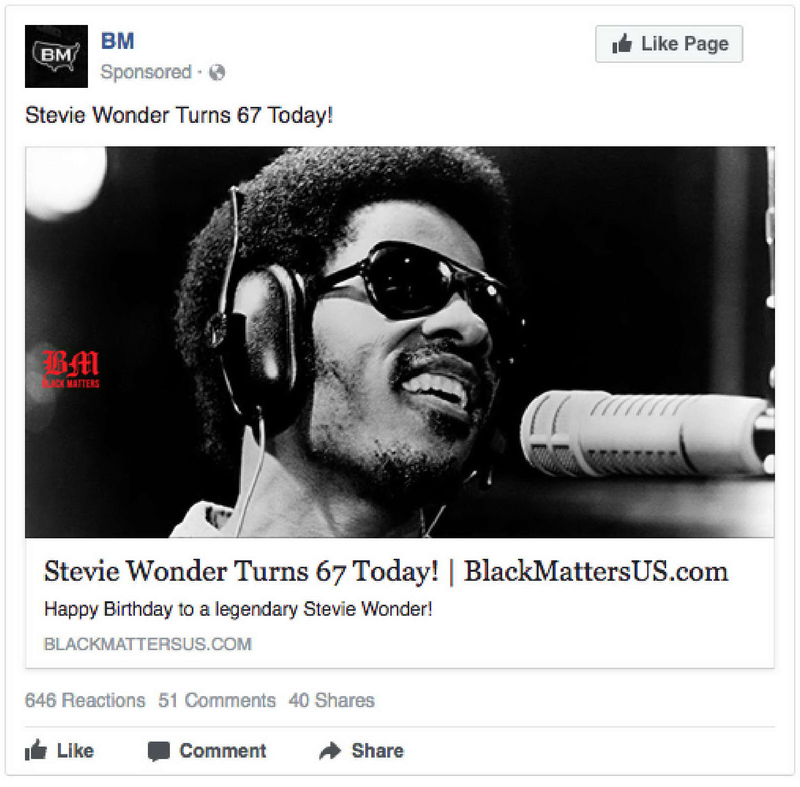 BM
BM
Like Page
Sponsored ·
Stevie Wonder Turns 67 Today!
BM
BLACK MATTERS
Stevie Wonder Turns 67 Today! | BlackMattersUS.com
Happy Birthday to a legendary Stevie Wonder!
BLACKMATTERSUS.COM
646 Reactions 51 Comments 40 Shares
Like Comment Share